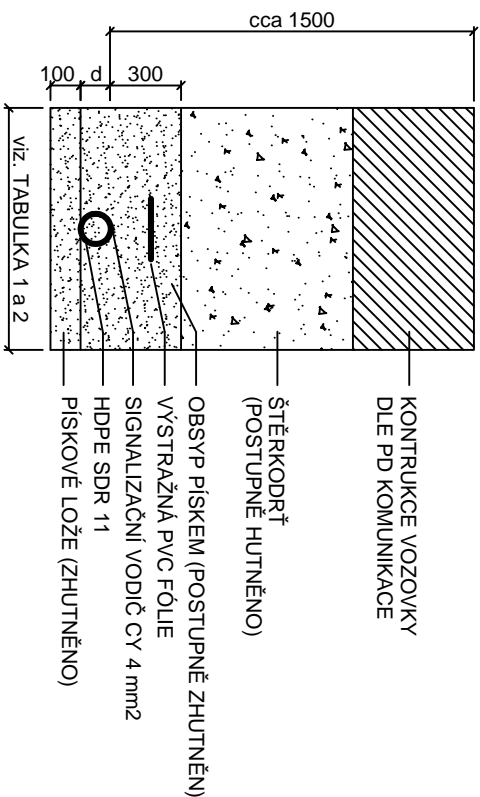 cca 1500
100
d
300
viz. TABULKA 1 a 2
KONTRUKCE VOZOVKY
DLE PD KOMUNIKACE
ŠTĚRKODRŤ
(POSTUPNĚ HUTNĚNO)
OBSYP PÍSKEM (POSTUPNĚ ZHUTNĚN)
VÝSTRAŽNÁ PVC FÓLIE
SIGNALIZAČNÍ VODIČ CY 4 mm2
HDPE SDR 11
PÍSKOVÉ LOŽE (ZHUTNĚNO)